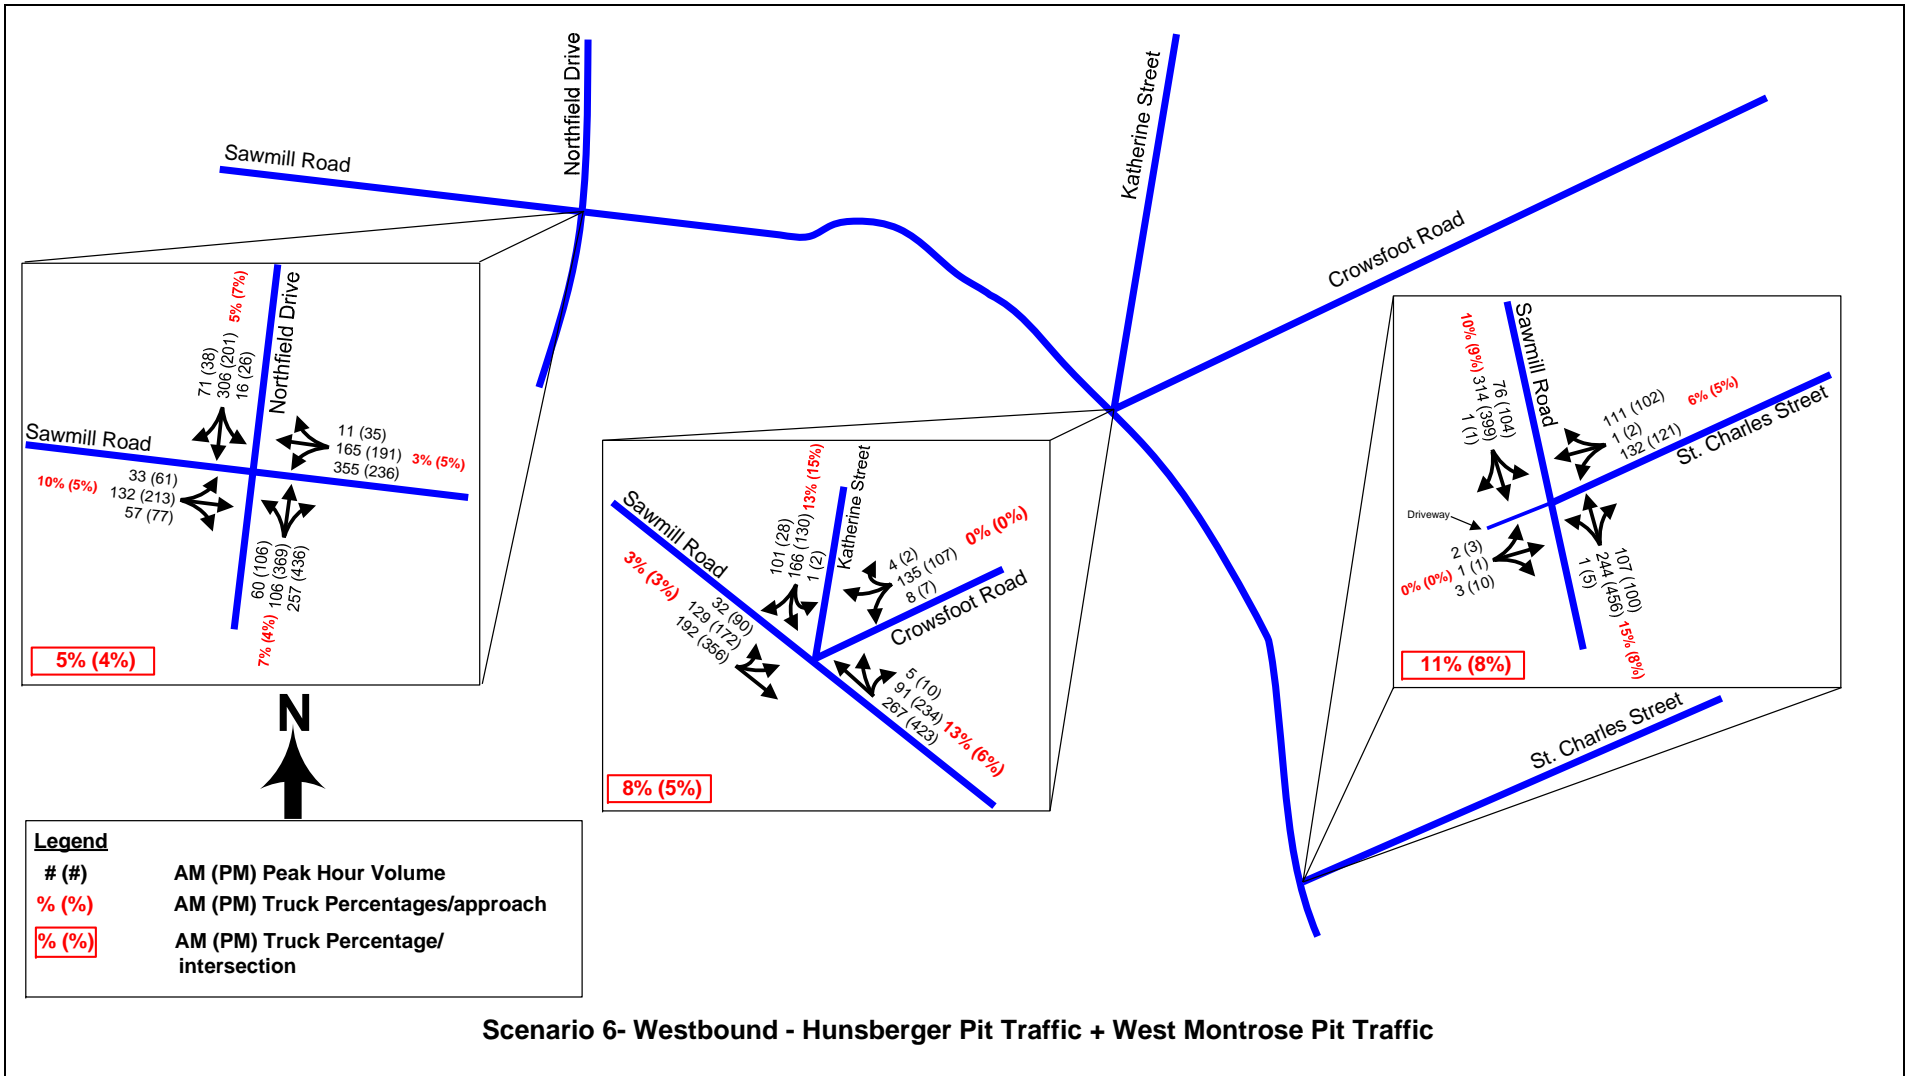 Sawmill Road
Northfield Drive
Katherine Street
Crowsfoot Road
St. Charles Street
5% (7%)
Northfield Drive
71 (38)
306 (201)
16 (26)
Sawmill Road
11 (35)
165 (191)
355 (236)
3% (5%)
10% (5%)
33 (61)
132 (213)
57 (77)
60 (106)
106 (369)
257 (436)
7% (4%)
5% (4%)
Sawmill Road
3% (3%)
32 (90)
129 (172)
192 (356)
101 (28)
166 (130)
1 (2)
13% (15%)
Katherine Street
4 (2)
135 (107)
8 (7)
0% (0%)
Crowsfoot Road
5 (10)
91 (234)
267 (423)
13% (6%)
8% (5%)
Sawmill Road
10% (9%)
76 (104)
314 (399)
1 (1)
111 (102)
1 (2)
132 (121)
6% (5%)
St. Charles Street
Driveway
2 (3)
1 (1)
3 (10)
0% (0%)
107 (100)
244 (456)
1 (5)
15% (8%)
11% (8%)
N
Legend
# (#) AM (PM) Peak Hour Volume
% (%) AM (PM) Truck Percentages/approach
% (%) AM (PM) Truck Percentage/
intersection
Scenario 6- Westbound - Hunsberger Pit Traffic + West Montrose Pit Traffic